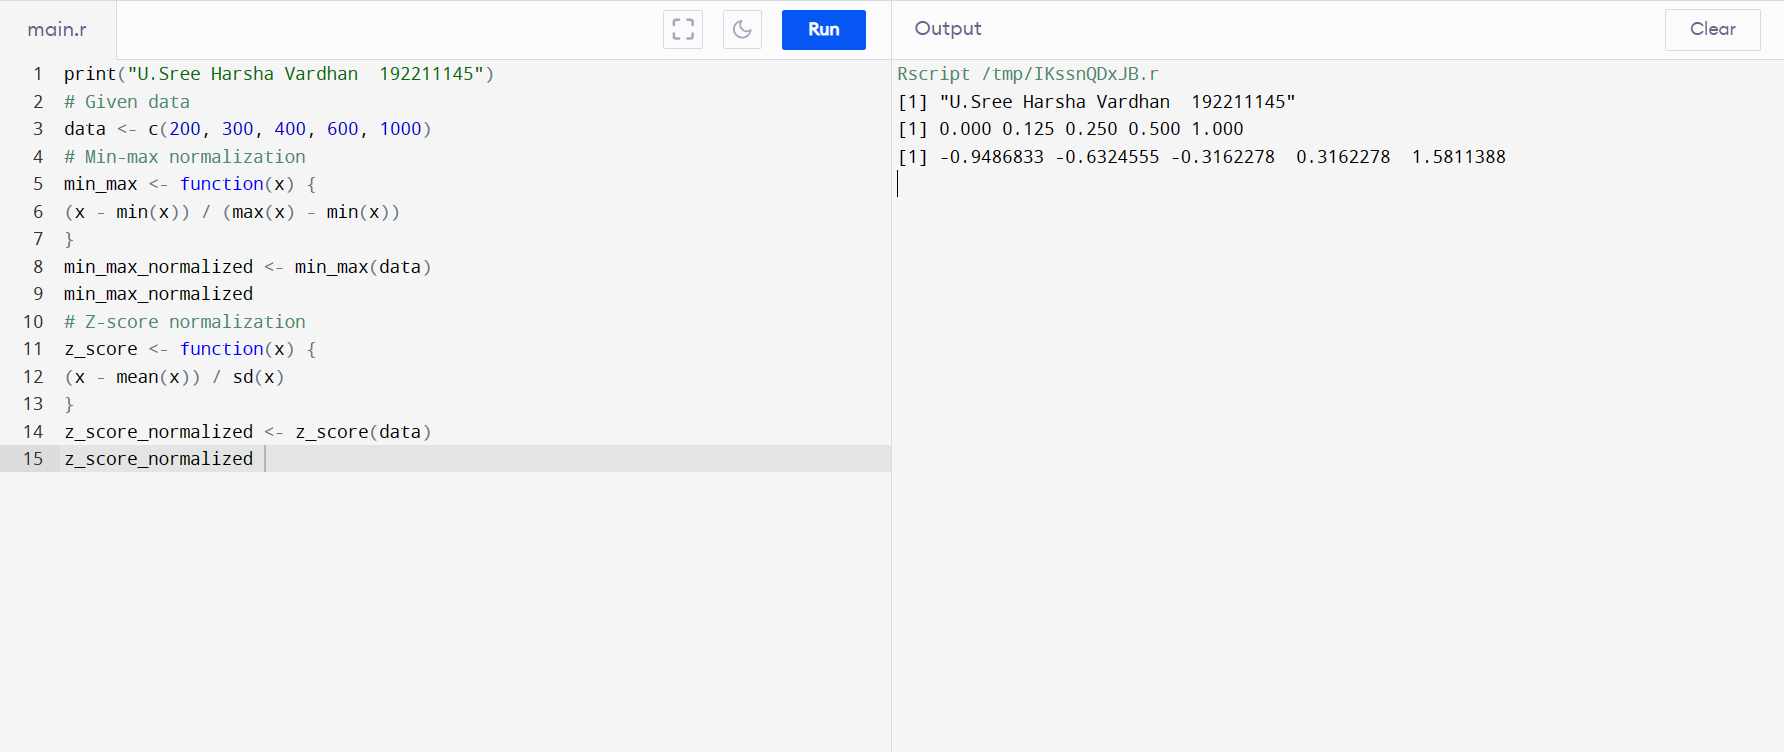 main.r
Run
1 print("U.Sree Harsha Vardhan  192211145")
2 # Given data
3 data <- c(200, 300, 400, 600, 1000)
4 # Min-max normalization
5 min_max <- function(x) {
6 (x - min(x)) / (max(x) - min(x))
7 }
8 min_max_normalized <- min_max(data)
9 min_max_normalized
10 # Z-score normalization
11 z_score <- function(x) {
12 (x - mean(x)) / sd(x)
13 }
14 z_score_normalized <- z_score(data)
15 z_score_normalized
Output
Clear
Rscript /tmp/IKssnQDxJB.r
[1] "U.Sree Harsha Vardhan  192211145"
[1] 0.000 0.125 0.250 0.500 1.000
[1] -0.9486833 -0.6324555 -0.3162278  0.3162278  1.5811388